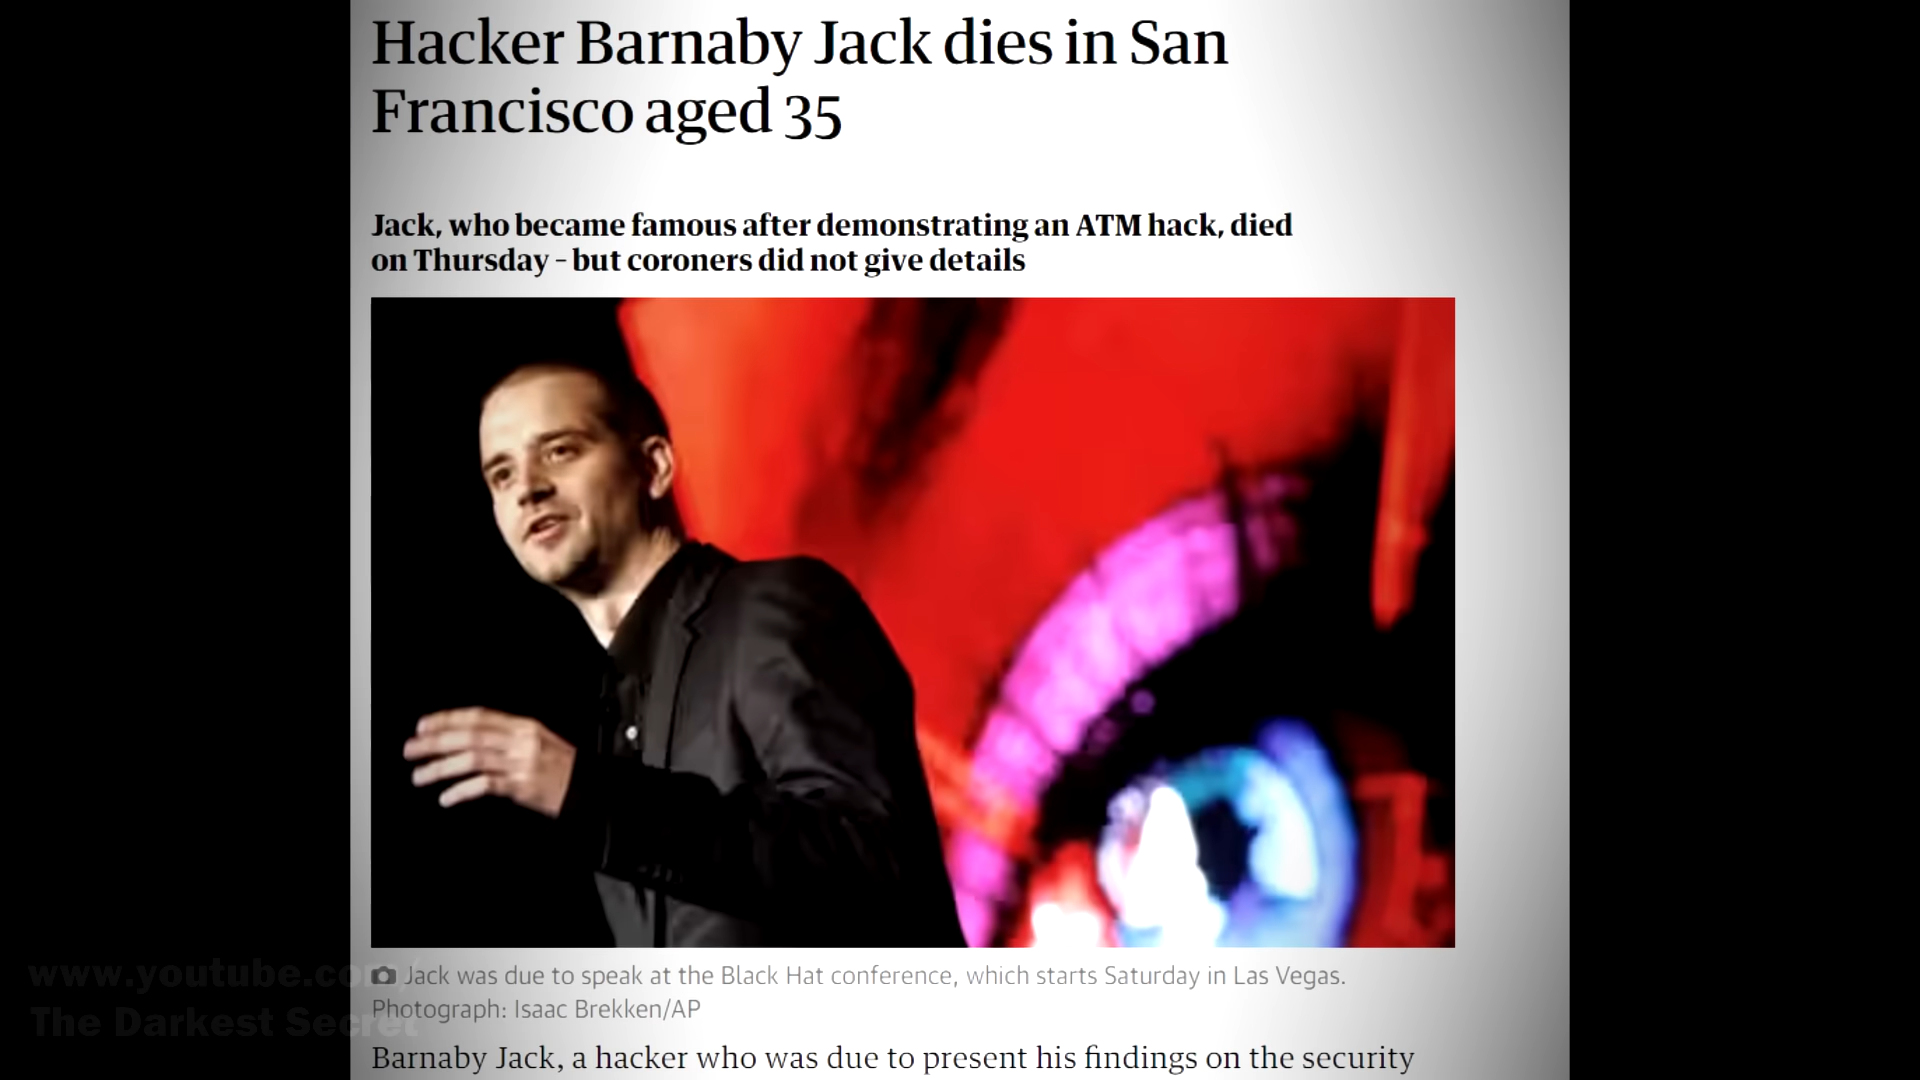 Hacker Barnaby Jack dies in San
Francisco aged 35
Jack, who became famous after demonstrating an ATM hack, died
on Thursday – but coroners did not give details
Jack was due to speak at the Black Hat conference, which starts Saturday in Las Vegas.
Photograph: Isaac Brekken/AP
Barnaby Jack, a hacker who was due to present his findings on the security
www.youtube.com/
The Darkest Secret